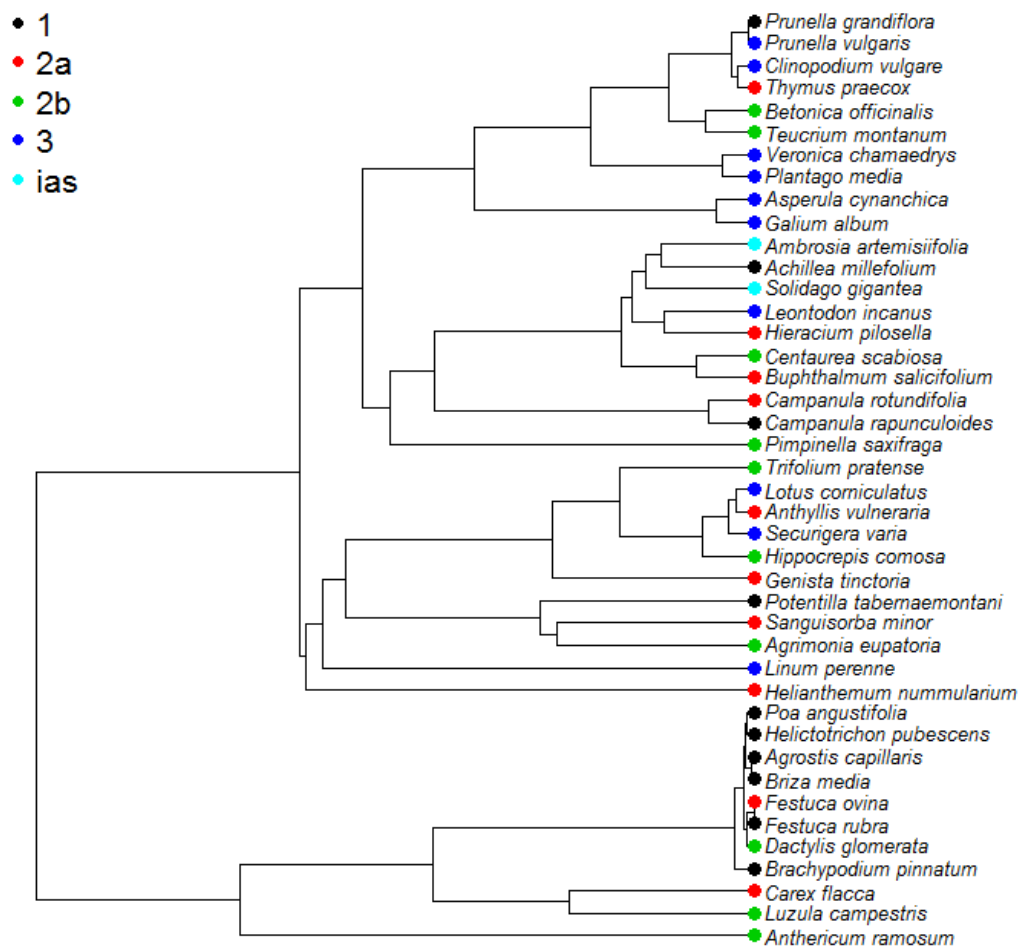 1
2a
2b
3
ias
Prunella grandiflora
Prunella vulgaris
Clinopodium vulgare
Thymus praecox
Betonica officinalis
Teucrium montanum
Veronica chamaedrys
Plantago media
Asperula cynanchica
Galium album
Ambrosia artemisiifolia
Achillea millefolium
Solidago gigantea
Leontodon incanus
Hieracium pilosella
Centaurea scabiosa
Buphthalmum salicifolium
Campanula rotundifolia
Campanula rapunculoides
Pimpinella saxifraga
Trifolium pratense
Lotus corniculatus
Anthyllis vulneraria
Securigera varia
Hippocrepis comosa
Genista tinctoria
Potentilla tabernaemontani
Sanguisorba minor
Agrimonia eupatoria
Linum perenne
Helianthemum nummularium
Poa angustifolia
Helictotrichon pubescens
Agrostis capillaris
Briza media
Festuca ovina
Festuca rubra
Dactylis glomerata
Brachypodium pinnatum
Carex flacca
Luzula campestris
Anthericum ramosum